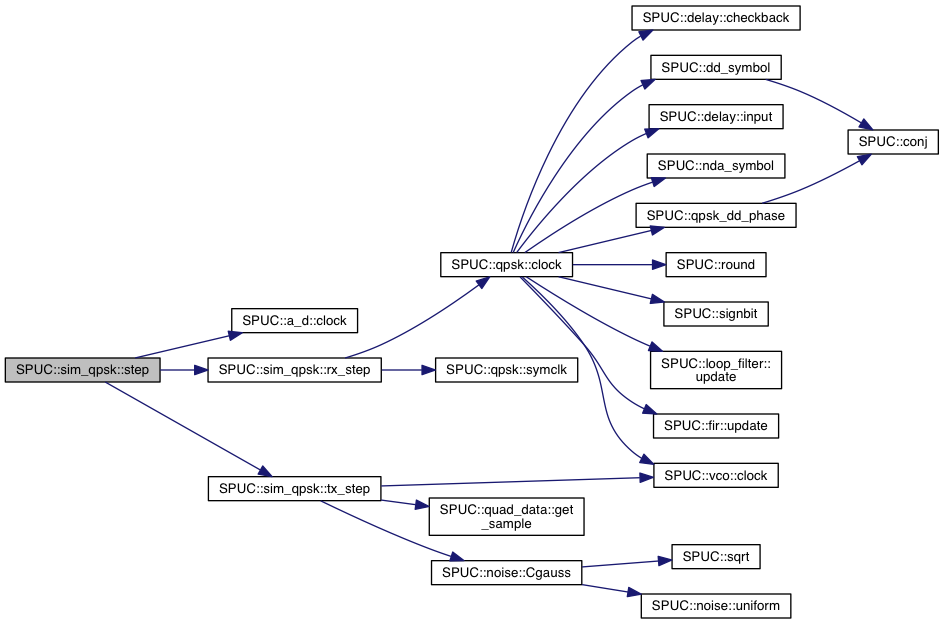 SPUC::delay::checkback
SPUC::dd_symbol
SPUC::delay::input
SPUC::conj
SPUC::nda_symbol
SPUC::qpsk_dd_phase
SPUC::qpsk::clock
SPUC::round
SPUC::signbit
SPUC::a_d::clock
SPUC::sim_qpsk::step
SPUC::sim_qpsk::rx_step
SPUC::qpsk::symclk
SPUC::loop_filter::
update
SPUC::fir::update
SPUC::vco::clock
SPUC::sim_qpsk::tx_step
SPUC::quad_data::get
_sample
SPUC::sqrt
SPUC::noise::Cgauss
SPUC::noise::uniform